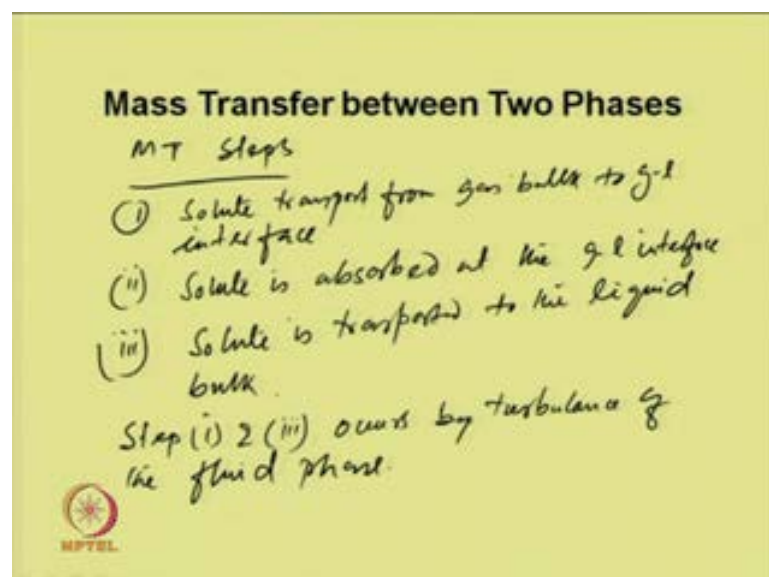 Mass Transfer between Two Phases
MT Steps
(i) Solute transport from gas bulk to g-l
interface
(ii) Solute is absorbed at the g-l interface
(iii) Solute is transported to the liquid
bulk.
Step (i) & (iii) occurs by turbulance of
the fluid phase.
NPTEL